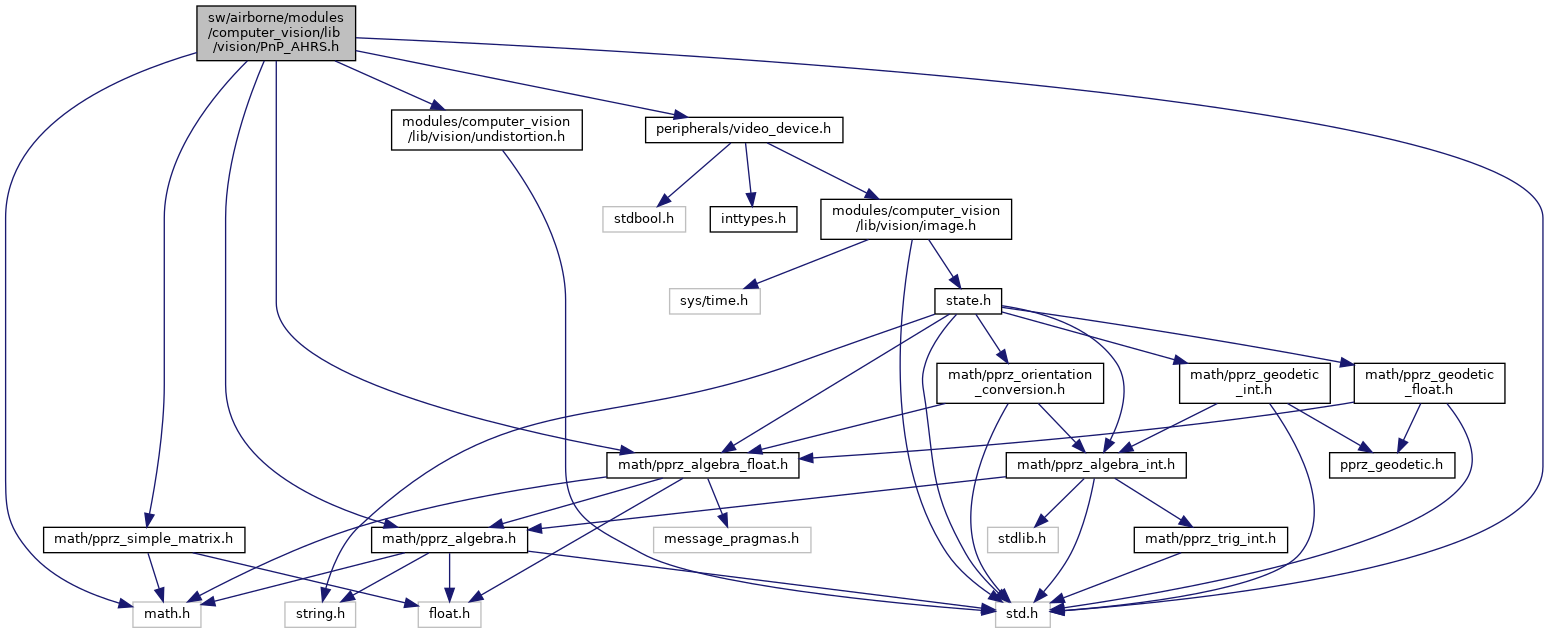 sw/airborne/modules
/computer_vision/lib
/vision/PnP_AHRS.h
modules/computer_vision
/lib/vision/undistortion.h
peripherals/video_device.h
stdbool.h
inttypes.h
modules/computer_vision
/lib/vision/image.h
sys/time.h
state.h
math/pprz_orientation
_conversion.h
math/pprz_geodetic
_int.h
math/pprz_geodetic
_float.h
math/pprz_algebra_float.h
math/pprz_algebra_int.h
pprz_geodetic.h
math/pprz_simple_matrix.h
math/pprz_algebra.h
message_pragmas.h
stdlib.h
math/pprz_trig_int.h
math.h
string.h
float.h
std.h